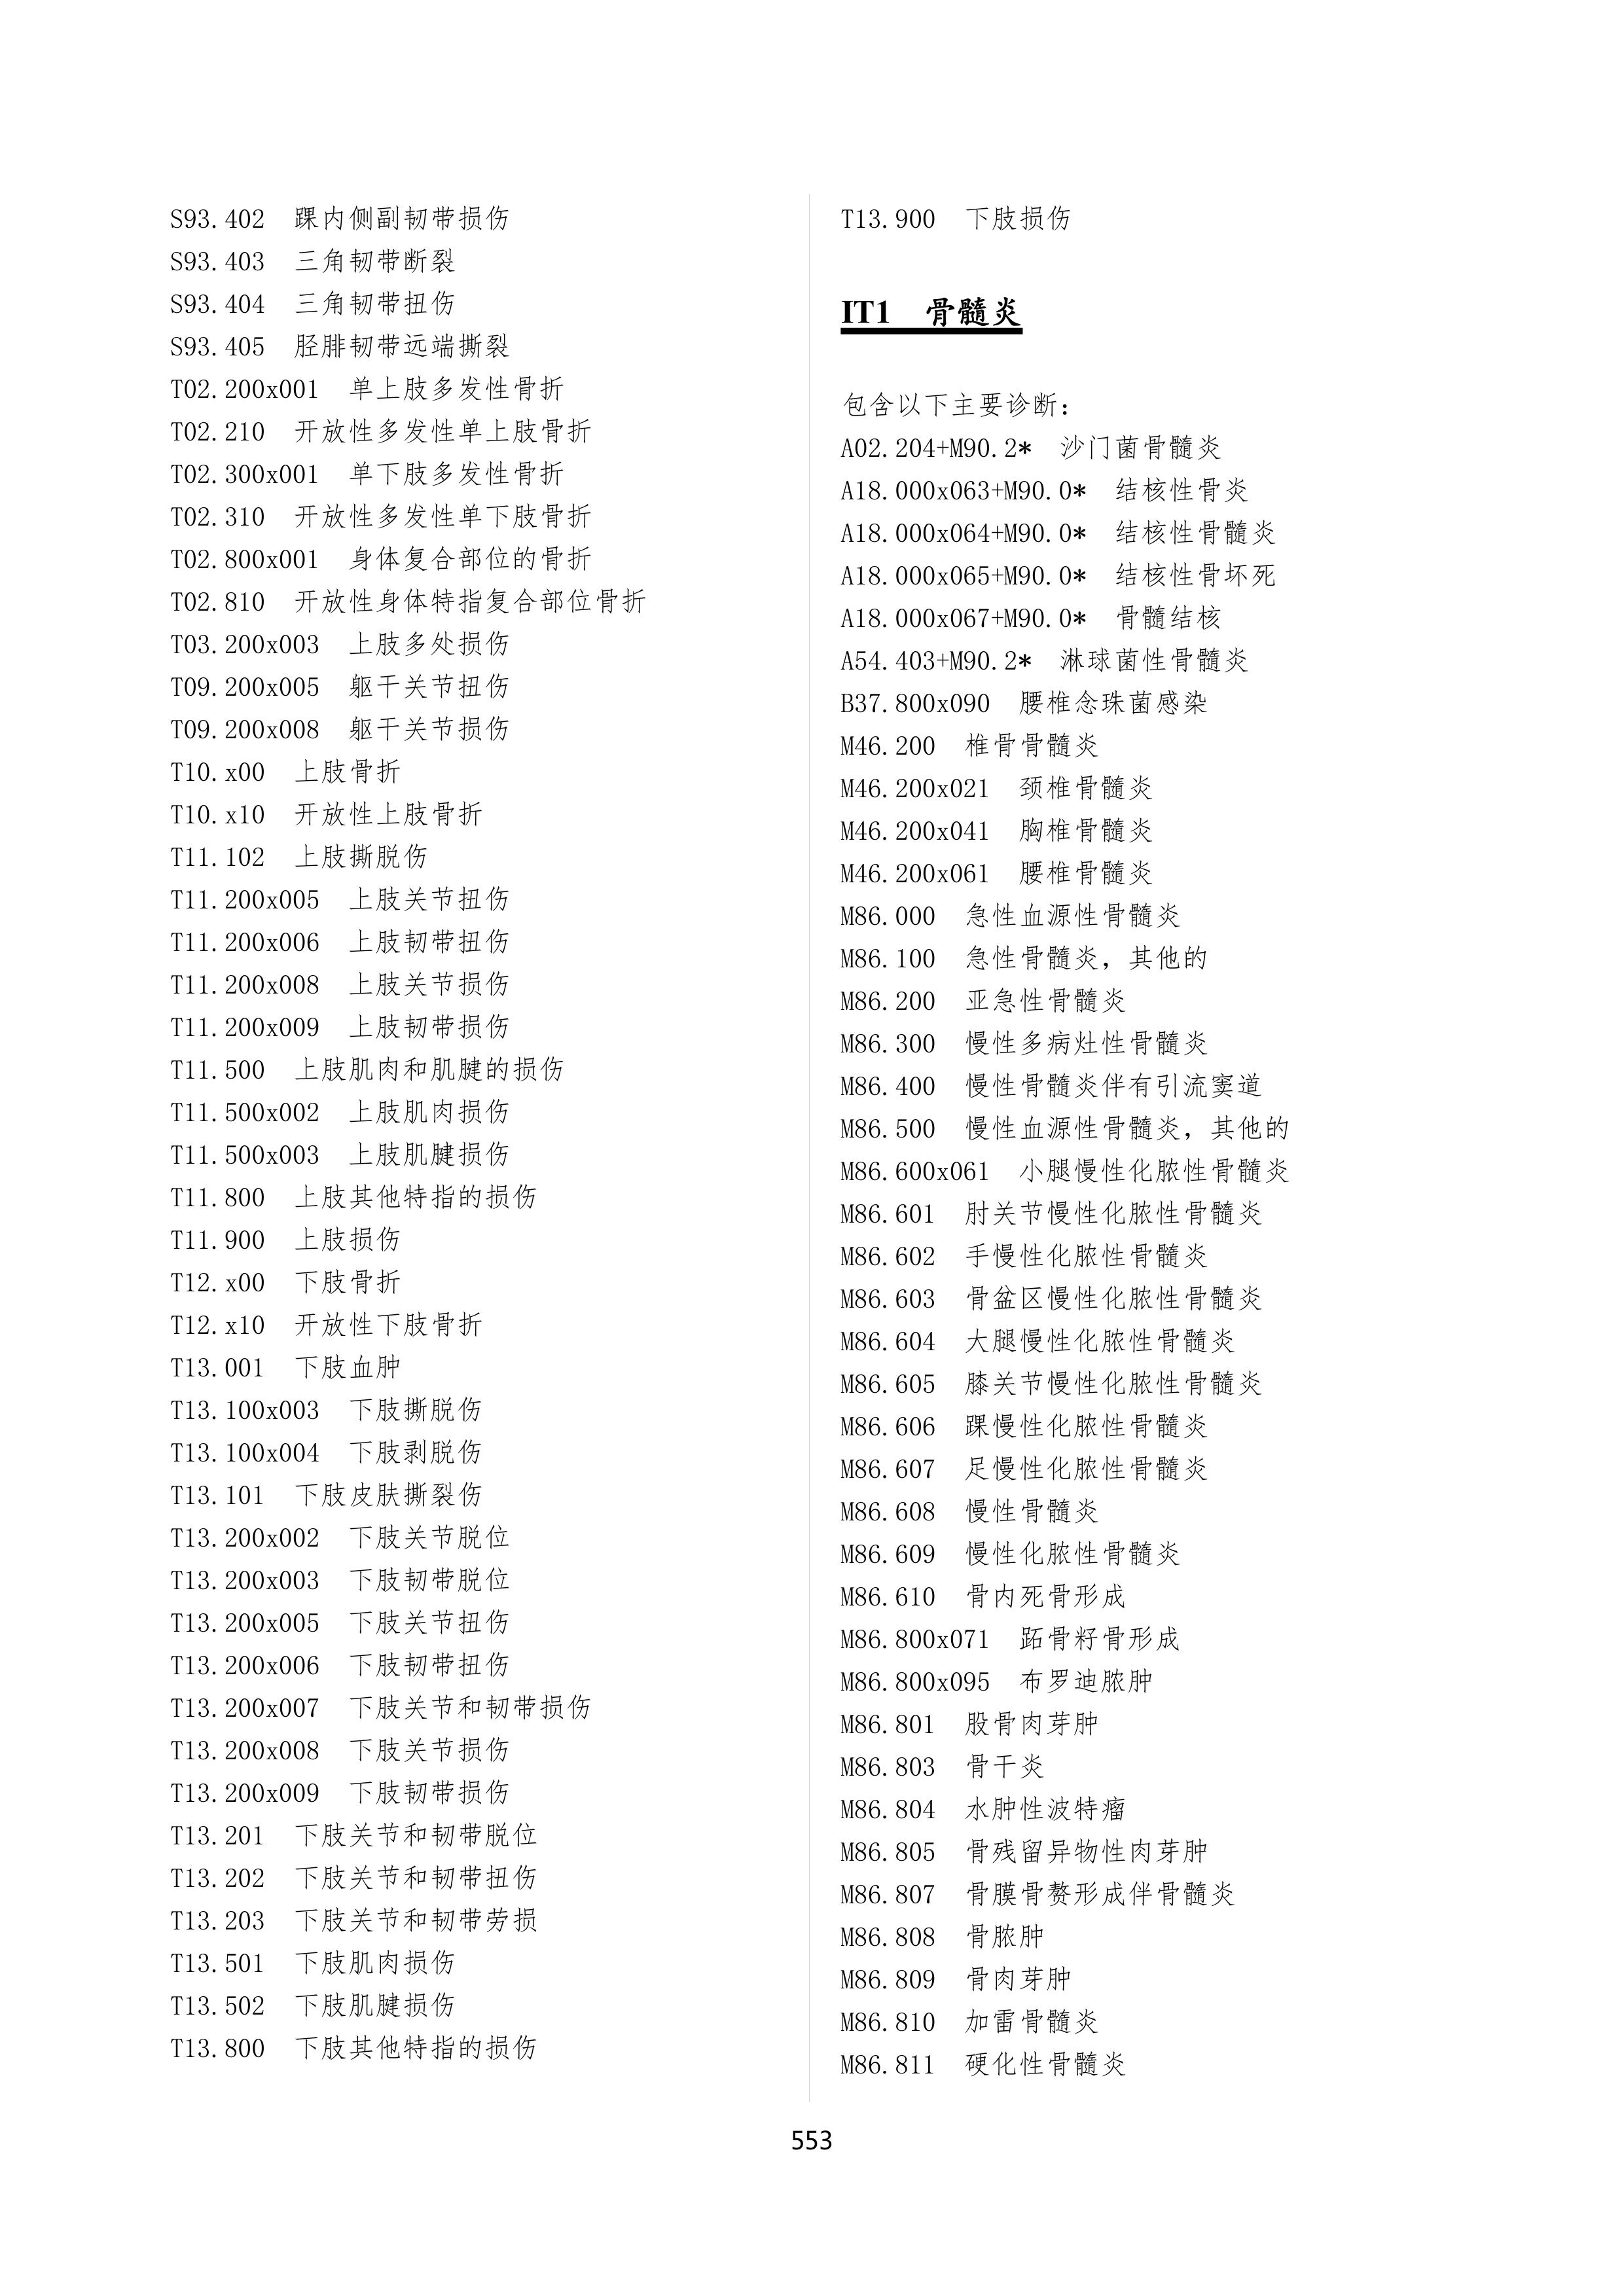 S93.402 踝内侧副韧带损伤
S93.403 三角韧带断裂
S93.404 三角韧带扭伤
S93.405 胫腓韧带远端撕裂
T02.200x001 单上肢多发性骨折
T02.210 开放性多发性单上肢骨折
T02.300x001 单下肢多发性骨折
T02.310 开放性多发性单下肢骨折
T02.800x001 身体复合部位的骨折
T02.810 开放性身体特指复合部位骨折
T03.200x003 上肢多处损伤
T09.200x005 躯干关节扭伤
T09.200x008 躯干关节损伤
T10.x00 上肢骨折
T10.x10 开放性上肢骨折
T11.102 上肢撕脱伤
T11.200x005 上肢关节扭伤
T11.200x006 上肢韧带扭伤
T11.200x008 上肢关节损伤
T11.200x009 上肢韧带损伤
T11.500 上肢肌肉和肌腱的损伤
T11.500x002 上肢肌肉损伤
T11.500x003 上肢肌腱损伤
T11.800 上肢其他特指的损伤
T11.900 上肢损伤
T12.x00 下肢骨折
T12.x10 开放性下肢骨折
T13.001 下肢血肿
T13.100x003 下肢撕脱伤
T13.100x004 下肢剥脱伤
T13.101 下肢皮肤撕裂伤
T13.200x002 下肢关节脱位
T13.200x003 下肢韧带脱位
T13.200x005 下肢关节扭伤
T13.200x006 下肢韧带扭伤
T13.200x007 下肢关节和韧带损伤
T13.200x008 下肢关节损伤
T13.200x009 下肢韧带损伤
T13.201 下肢关节和韧带脱位
T13.202 下肢关节和韧带扭伤
T13.203 下肢关节和韧带劳损
T13.501 下肢肌肉损伤
T13.502 下肢肌腱损伤
T13.800 下肢其他特指的损伤
T13.900 下肢损伤
IT1 骨髓炎
包含以下主要诊断：
A02.204+M90.2* 沙门菌骨髓炎
A18.000x063+M90.0* 结核性骨炎
A18.000x064+M90.0* 结核性骨髓炎
A18.000x065+M90.0* 结核性骨坏死
A18.000x067+M90.0* 骨髓结核
A54.403+M90.2* 淋球菌性骨髓炎
B37.800x090 腰椎念珠菌感染
M46.200 椎骨骨髓炎
M46.200x021 颈椎骨髓炎
M46.200x041 胸椎骨髓炎
M46.200x061 腰椎骨髓炎
M86.000 急性血源性骨髓炎
M86.100 急性骨髓炎，其他的
M86.200 亚急性骨髓炎
M86.300 慢性多病灶性骨髓炎
M86.400 慢性骨髓炎伴有引流窦道
M86.500 慢性血源性骨髓炎，其他的
M86.600x061 小腿慢性化脓性骨髓炎
M86.601 肘关节慢性化脓性骨髓炎
M86.602 手慢性化脓性骨髓炎
M86.603 骨盆区慢性化脓性骨髓炎
M86.604 大腿慢性化脓性骨髓炎
M86.605 膝关节慢性化脓性骨髓炎
M86.606 踝慢性化脓性骨髓炎
M86.607 足慢性化脓性骨髓炎
M86.608 慢性骨髓炎
M86.609 慢性化脓性骨髓炎
M86.610 骨内死骨形成
M86.800x071 跖骨籽骨形成
M86.800x095 布罗迪脓肿
M86.801 股骨肉芽肿
M86.803 骨干炎
M86.804 水肿性波特瘤
M86.805 骨残留异物性肉芽肿
M86.807 骨膜骨赘形成伴骨髓炎
M86.808 骨脓肿
M86.809 骨肉芽肿
M86.810 加雷骨髓炎
M86.811 硬化性骨髓炎
553